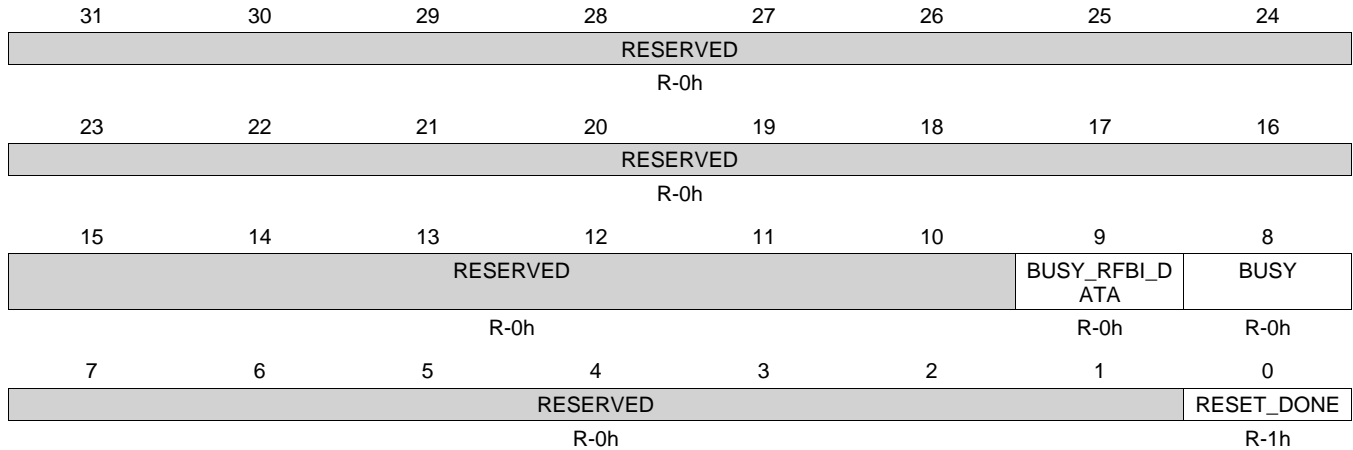 31 30 29 28 27 26 25 24
RESERVED
R-0h
23 22 21 20 19 18 17 16
RESERVED
R-0h
15 14 13 12 11 10 9 8
RESERVED BUSY_RFBI_D BUSY
ATA
R-0h R-0h R-0h
7 6 5 4 3 2 1 0
RESERVED RESET_DONE
R-0h R-1h